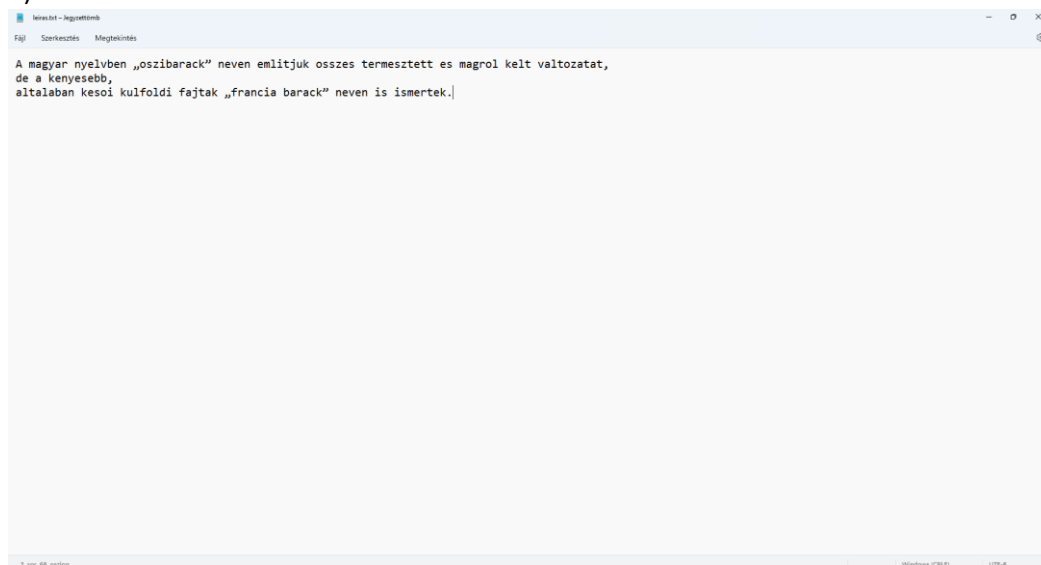 leiras.txt – Jegyzettömb
Fájl Szerkesztés Megtekintés
A magyar nyelvben „oszibarack” neven emlitjuk osszes termesztett es magrol kelt valtozatat,
de a kenyesebb,
altalaban kesoi kulfoldi fajtak „francia barack” neven is ismertek.